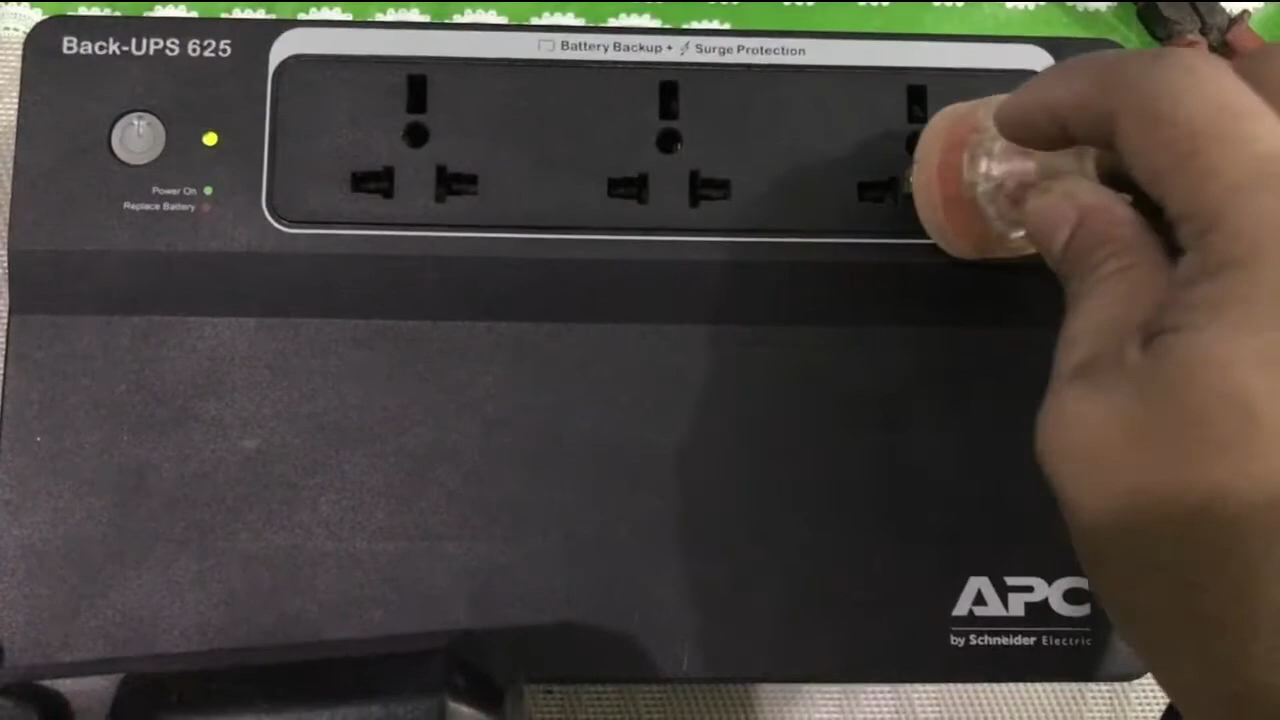 Back-UPS 625
Battery Backup + Surge Protection
Power On
Replace Battery
APC
by Schneider Electric